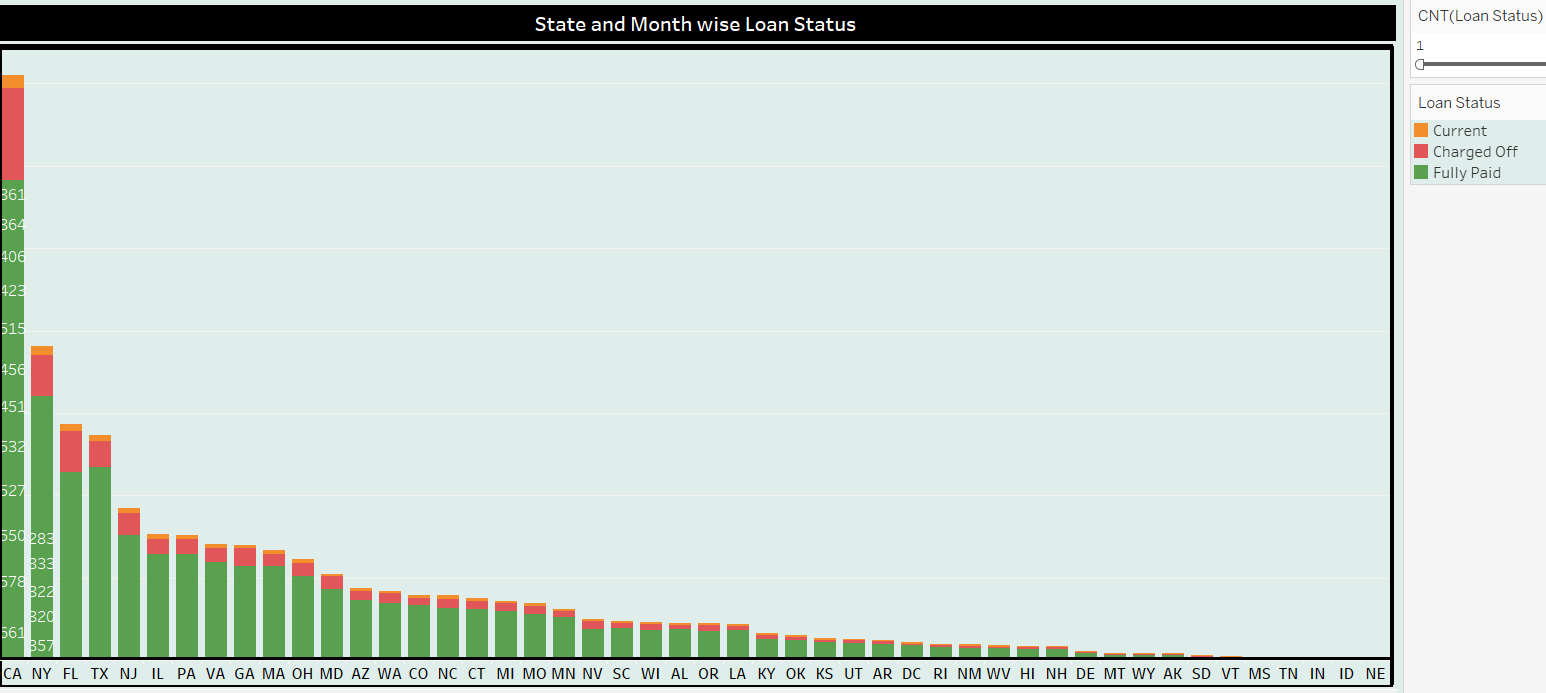 State and Month wise Loan Status
CNT(Loan Status)
1
Loan Status
Current
Charged Off
Fully Paid
361
364
406
423
515
456
451
532
527
550 283
333
578 322
320
661 357
CA NY FL TX NJ IL PA VA GA MA OH MD AZ WA CO NC CT MI MO MN NV SC WI AL OR LA KY OK KS UT AR DC RI NM WV HI NH DE MT WY AK SD VT MS TN IN ID NE